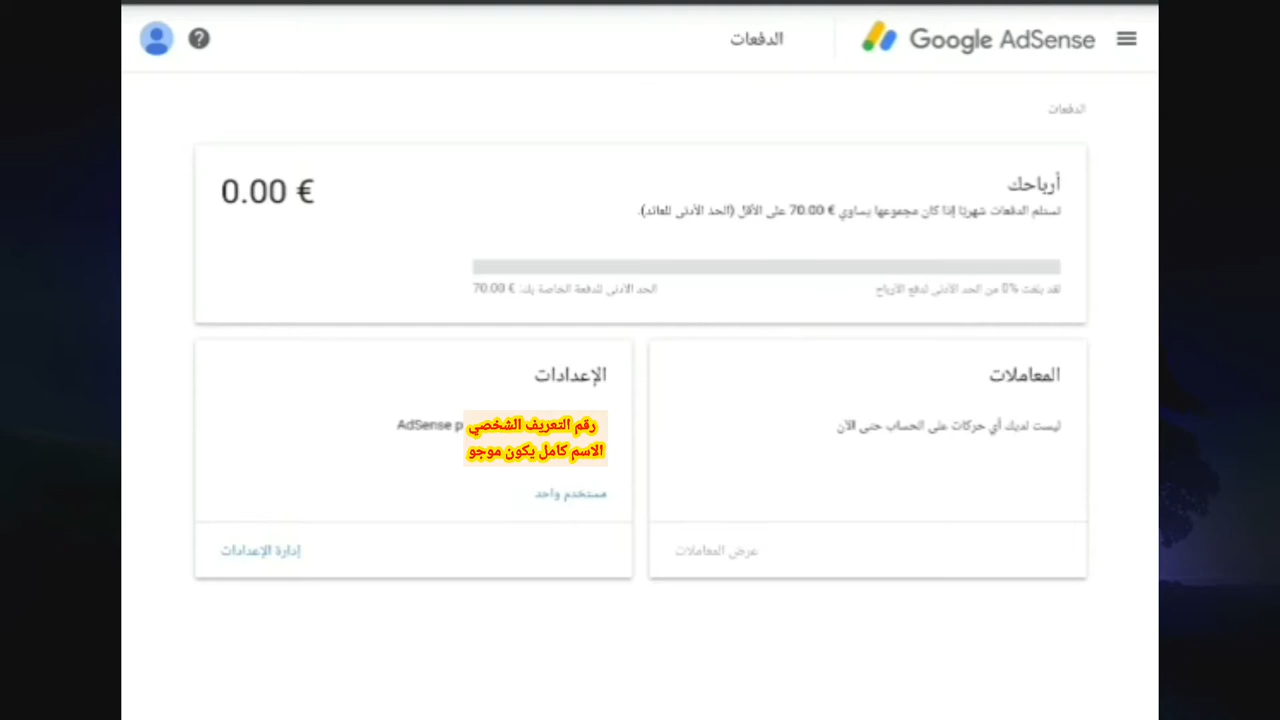 Google AdSense
الدفعات
الدفعات
أرباحك
0.00 €
تستلم الدفعات شهريًا إذا كان مجموعها يساوي € 70.00 على الأقل (الحد الأدنى للعائد).
لقد بلغت %0 من الحد الأدنى لدفع الأرباح
الحد الأدنى للدفعة الخاصة بك: € 70.00
المعاملات
ليست لديك أي حركات على الحساب حتى الآن
عرض المعاملات
الإعدادات
رقم التعريف الشخصي AdSense p
الاسم كامل يكون موجو
مستخدم واحد
إدارة الإعدادات